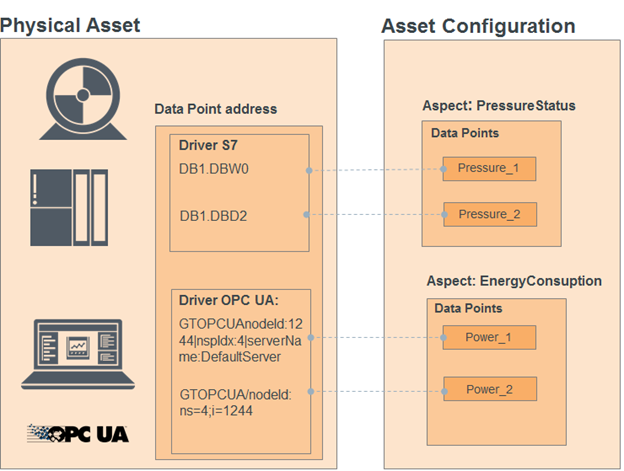 Physical Asset
Asset Configuration
Data Point address
Driver S7
DB1.DBW0
DB1.DBD2
Driver OPC UA:
GTOPCUAnodeId:12
44|nspIdx:4|serverNa
me:DefaultServer
GTOPCUA/nodeId:
ns=4;i=1244
OPC UA
Aspect: PressureStatus
Data Points
Pressure_1
Pressure_2
Aspect: EnergyConsuption
Data Points
Power_1
Power_2